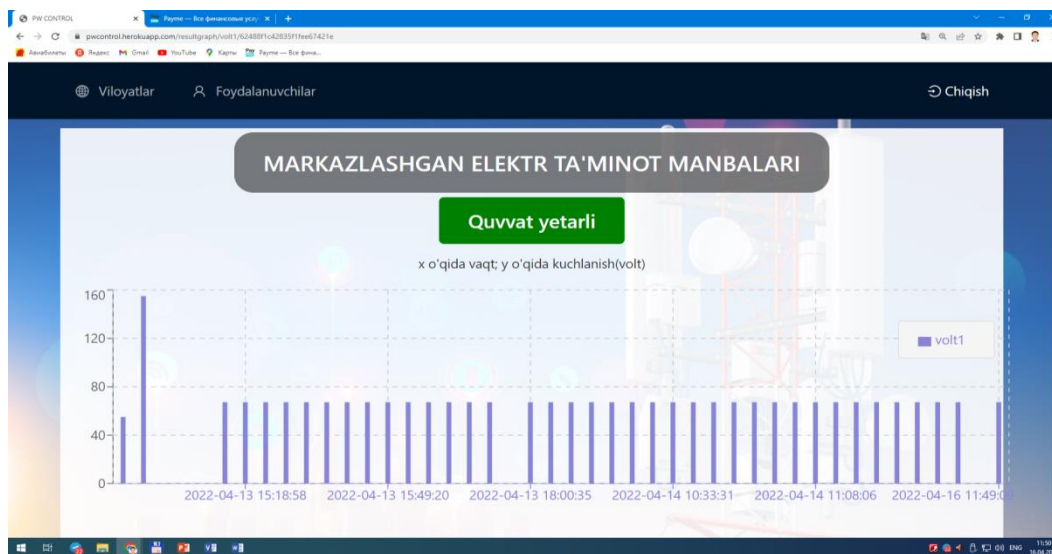 PW CONTROL
Payme — Все финансовые услу
pwcontrol.herokuapp.com/resultgraph/volt1/62488f1c42835f1fee67421e
Авиабилеты Яндекс Gmail YouTube Карты Payme — Все фина...
Viloyatlar Foydalanuvchilar Chiqish
MARKAZLASHGAN ELEKTR TA'MINOT MANBALARI
Quvvat yetarli
x o'qida vaqt; y o'qida kuchlanish(volt)
160
120
volt1
80
40
0
2022-04-13 15:18:58 2022-04-13 15:49:20 2022-04-13 18:00:35 2022-04-14 10:33:31 2022-04-14 11:08:06 2022-04-16 11:49:09
ENG
11:50